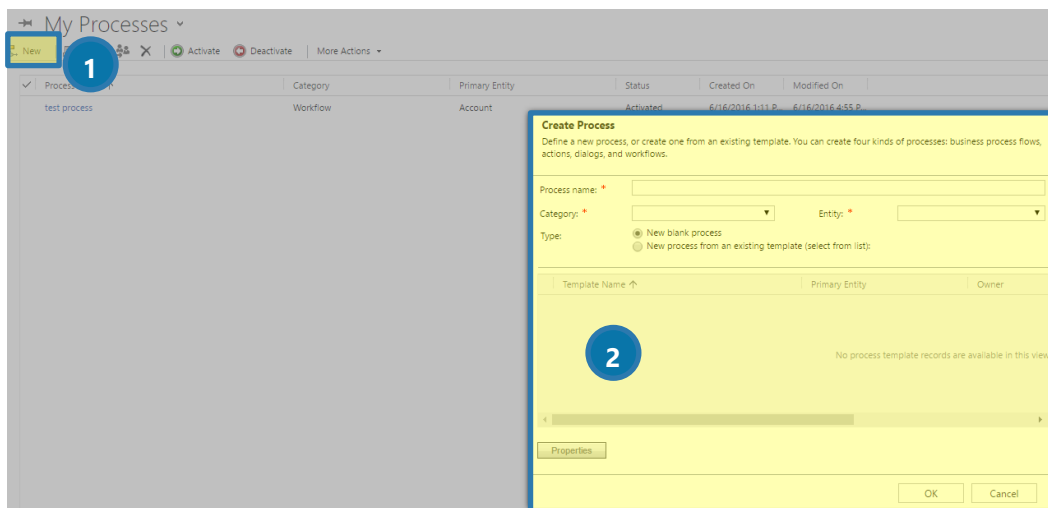 My Processes
New
Activate Deactivate More Actions
1
Process Category Primary Entity Status Created On Modified On
test process Workflow Account Activated 6/16/2016 1:11 P... 6/16/2016 4:55 P...
Create Process
Define a new process, or create one from an existing template. You can create four kinds of processes: business process flows,
actions, dialogs, and workflows.
Process name: *
Category: * Entity: *
Type: New blank process
New process from an existing template (select from list):
Template Name Primary Entity Owner
2
No process template records are available in this view
Properties
OK Cancel